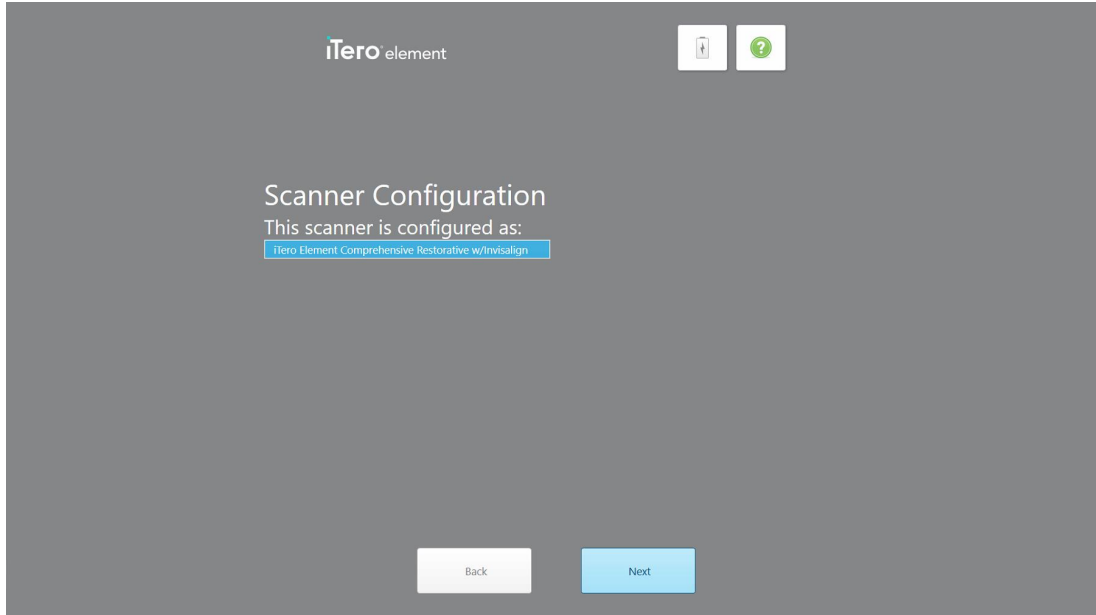 iTero element
Scanner Configuration
This scanner is configured as:
iTero Element Comprehensive Restorative w/Invisalign
Back
Next